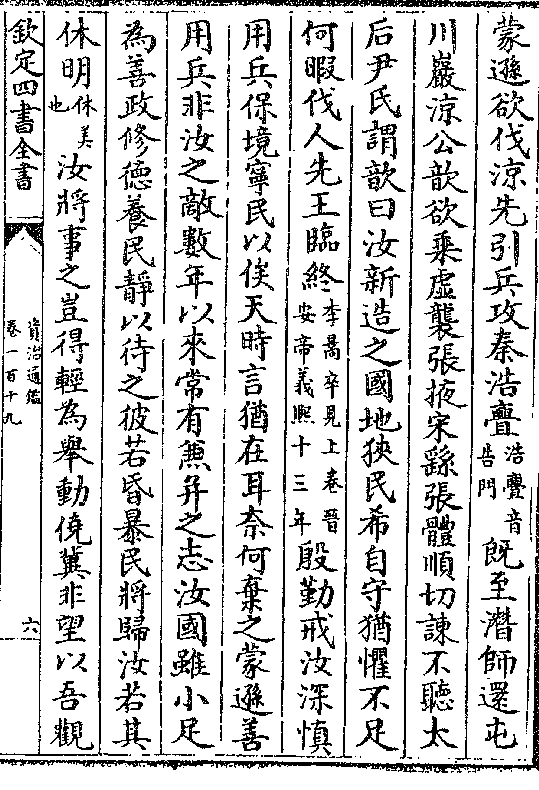 蒙遜欲伐涼先引兵攻秦浩亹浩亹音告門既至潛師還屯
川巖涼公歆欲乘虚襲張掖宋繇張體順切諫不聽太
后尹氏謂歆曰汝新造之國地狹民希自守猶懼不足
何暇伐人先王臨終李暠卒見上卷晉安帝義熙十三年殷勤戒汝深慎
用兵保境寧民以俟天時言猶在耳奈何棄之蒙遜善
用兵非汝之敵數年以來常有兼并之志汝國雖小足
為善政修徳養民靜以待之彼若昏暴民將歸汝若其
休明休美也汝將事之豈得輕為舉動僥冀非望以吾觀
欽定四庫全書
資治通鑑
卷一百十九
六